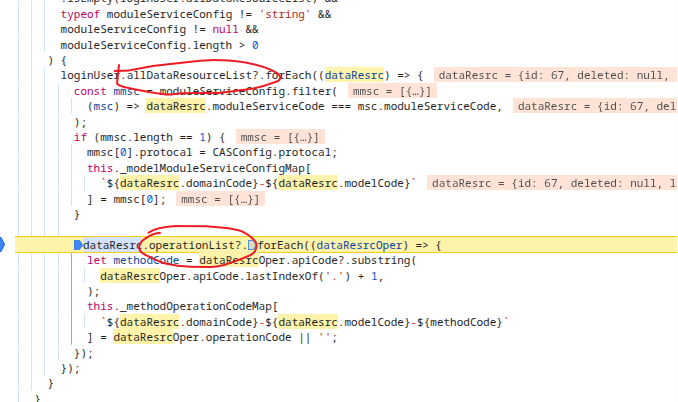 typeof moduleServiceConfig != 'string' &&
moduleServiceConfig != null &&
moduleServiceConfig.length > 0
) {
loginUser.allDataResourceList?.forEach((dataResrc) => { dataResrc = {id: 67, deleted: null,
const mmsc = moduleServiceConfig.filter( mmsc = [{…}]
(msc) => dataResrc.moduleServiceCode === msc.moduleServiceCode, dataResrc = {id: 67, del
);
if (mmsc.length == 1) { mmsc = [{…}]
mmsc[0].protocal = CASConfig.protocal;
this._modelModuleServiceConfigMap[
`${dataResrc.domainCode}-${dataResrc.modelCode}` dataResrc = {id: 67, deleted: null, 1
] = mmsc[0]; mmsc = [{…}]
}
dataResrc.operationList?.forEach((dataResrcOper) => {
let methodCode = dataResrcOper.apiCode?.substring(
dataResrcOper.apiCode.lastIndexOf('.') + 1,
);
this._methodOperationCodeMap[
`${dataResrc.domainCode}-${dataResrc.modelCode}-${methodCode}`
] = dataResrcOper.operationCode || '';
});
});
}
}